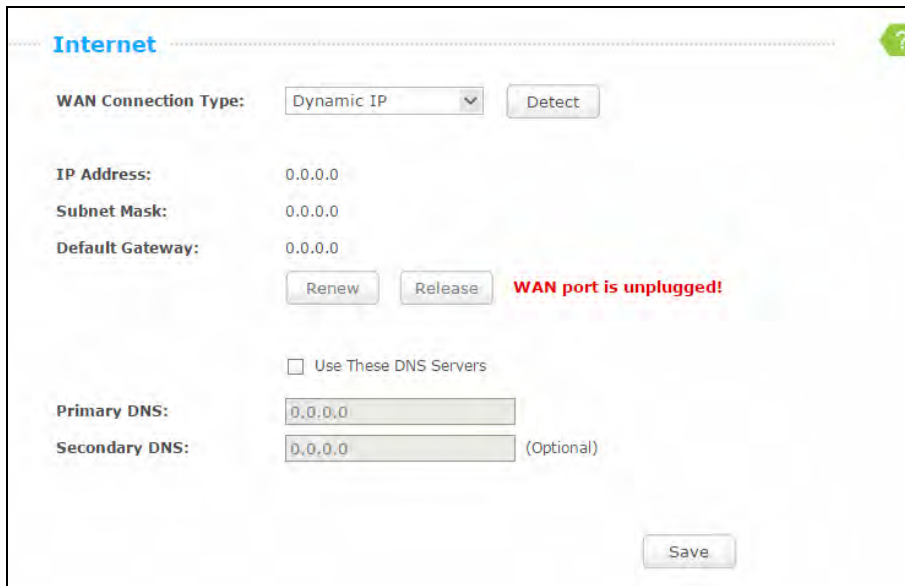 Internet
?
WAN Connection Type: Dynamic IP Detect
IP Address: 0.0.0.0
Subnet Mask: 0.0.0.0
Default Gateway: 0.0.0.0
Renew Release WAN port is unplugged!
Use These DNS Servers
Primary DNS: 0.0.0.0
Secondary DNS: 0.0.0.0 (Optional)
Save